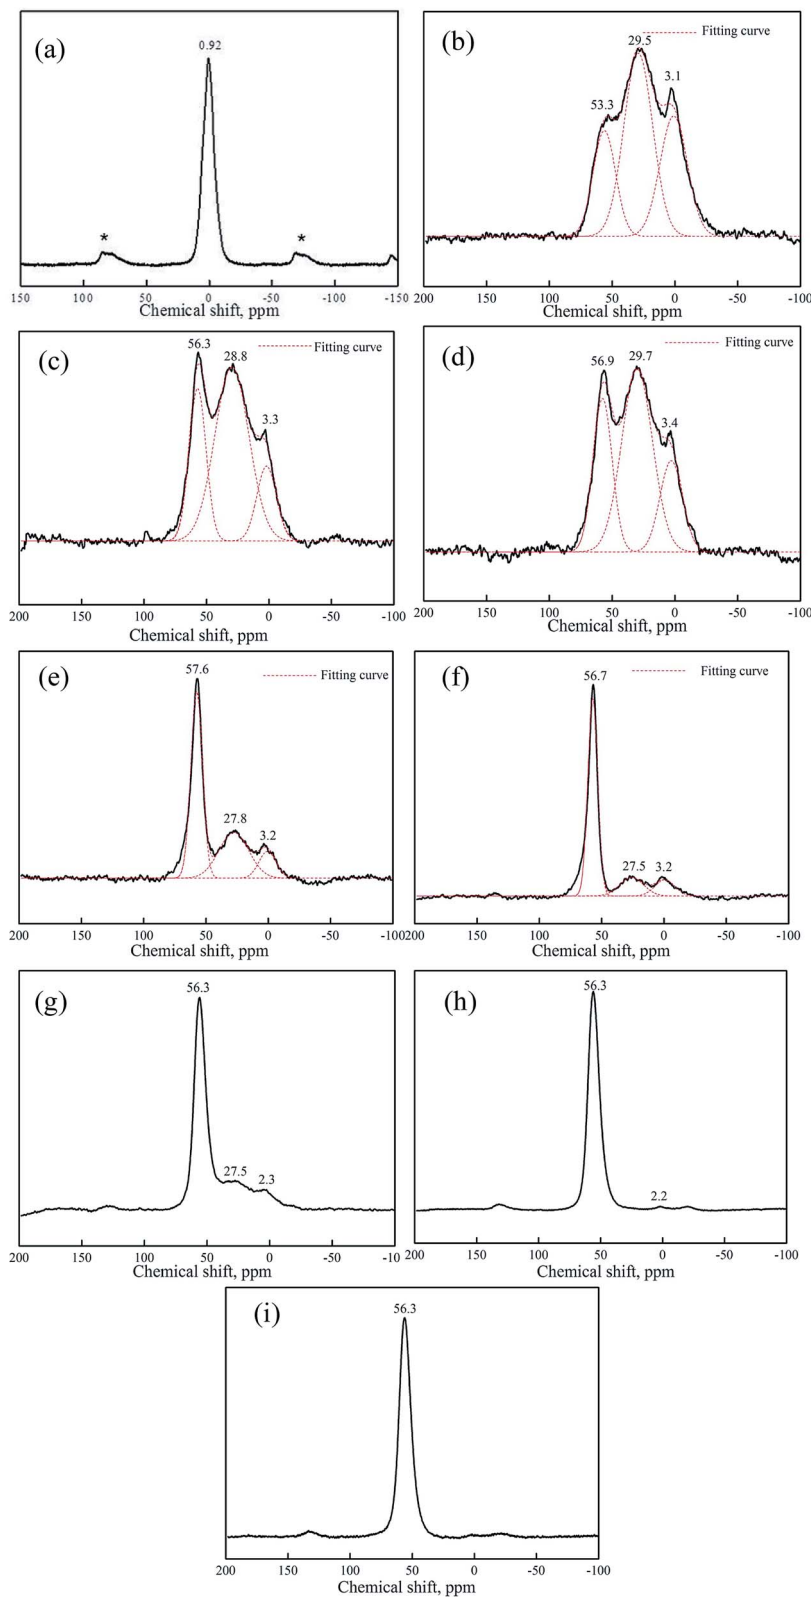 (a)
0.92
*
*
150 100 50 0 -50 -100 -150
Chemical shift, ppm
(b)
Fitting curve
53.3
29.5
3.1
200 150 100 50 0 -50 -100
Chemical shift, ppm
(c)
Fitting curve
56.3
28.8
3.3
200 150 100 50 0 -50 -100
Chemical shift, ppm
(d)
Fitting curve
56.9
29.7
3.4
200 150 100 50 0 -50 -100
Chemical shift, ppm
(e)
Fitting curve
57.6
27.8
3.2
200 150 100 50 0 -50 -100
Chemical shift, ppm
(f)
Fitting curve
56.7
27.5
3.2
200 150 100 50 0 -50 -100
Chemical shift, ppm
(g)
56.3
27.5
2.3
200 150 100 50 0 -50 -10
Chemical shift, ppm
(h)
56.3
2.2
200 150 100 50 0 -50 -100
Chemical shift, ppm
(i)
56.3
200 150 100 50 0 -50 -100
Chemical shift, ppm